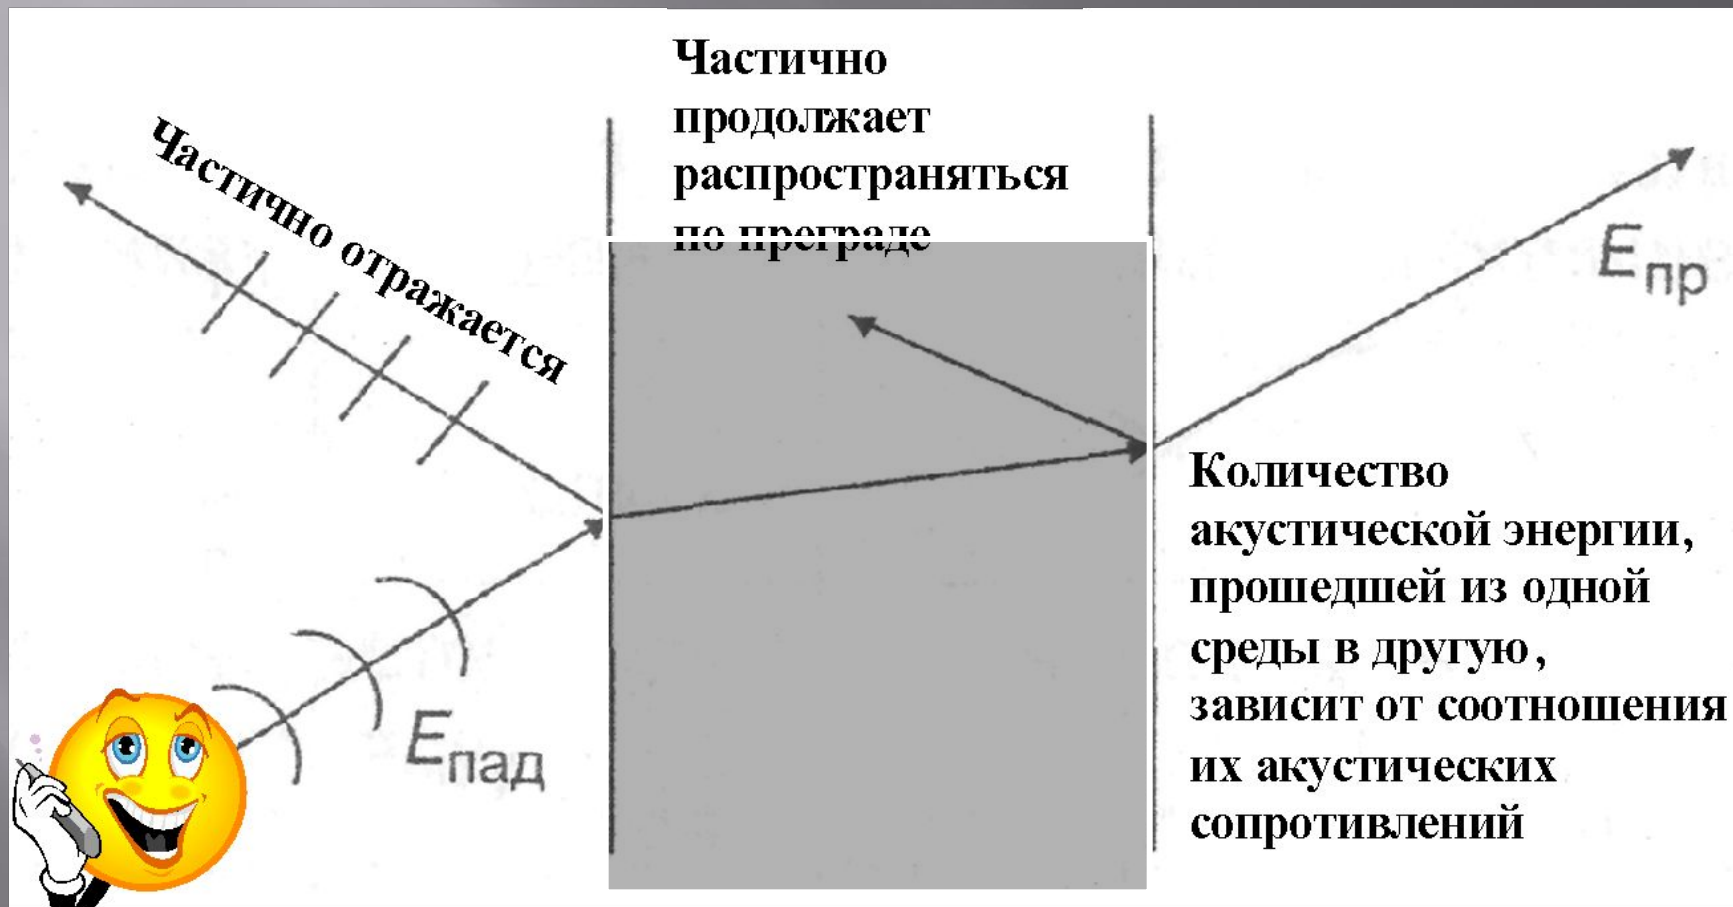 Частично отражается
Частично
продолжает
распространяться
по преграде
Eпр
Eпад
Количество
акустической энергии,
прошедшей из одной
среды в другую,
зависит от соотношения
их акустических
сопротивлений